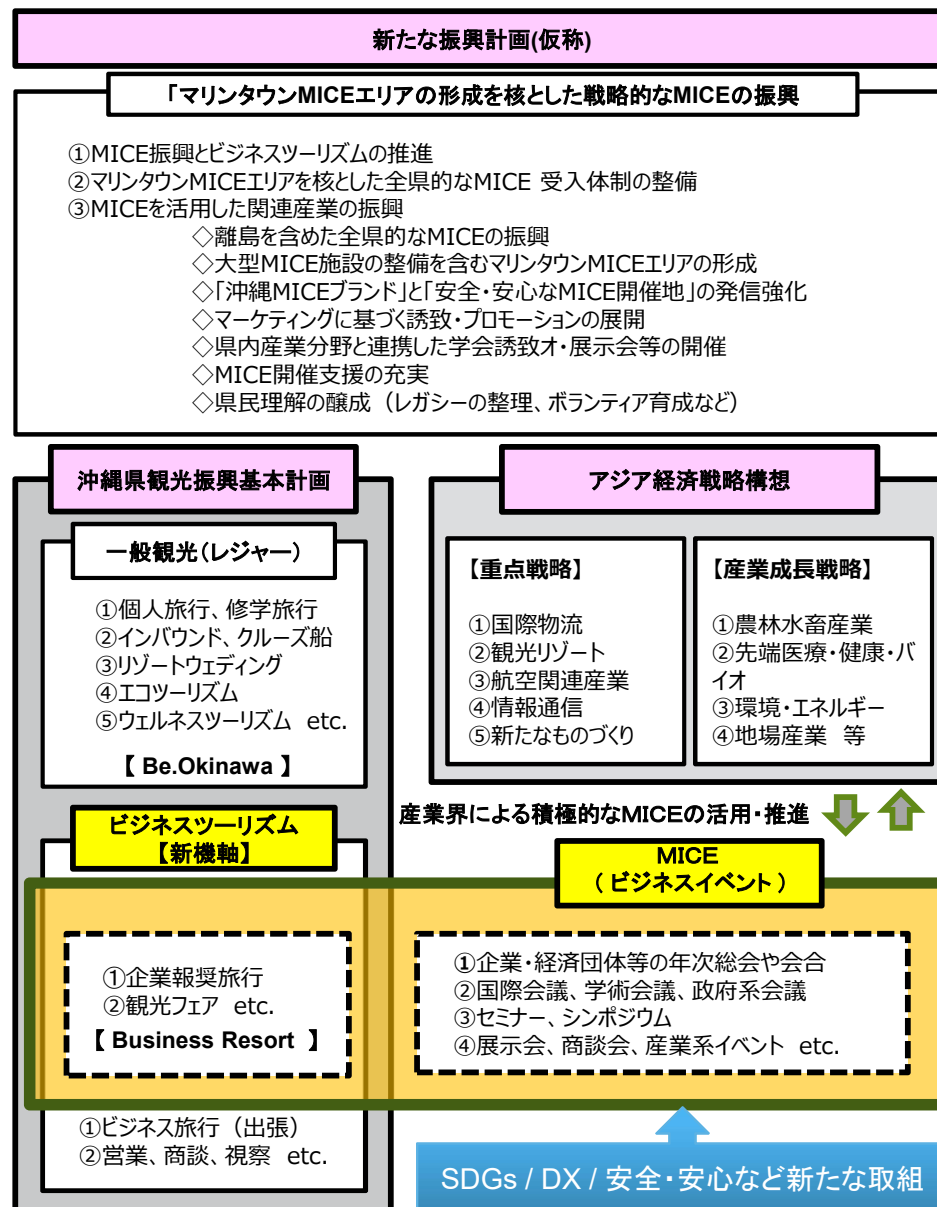 新たな振興計画(仮称)
「マリンタウンMICEエリアの形成を核とした戦略的なMICEの振興
①MICE振興とビジネスツーリズムの推進
②マリンタウンMICEエリアを核とした全県的なMICE 受入体制の整備
③MICEを活用した関連産業の振興
◇離島を含めた全県的なMICEの振興
◇大型MICE施設の整備を含むマリンタウンMICEエリアの形成
◇「沖縄MICEブランド」と「安全・安心なMICE開催地」の発信強化
◇マーケティングに基づく誘致・プロモーションの展開
◇県内産業分野と連携した学会誘致オ・展示会等の開催
◇MICE開催支援の充実
◇県民理解の醸成（レガシーの整理、ボランティア育成など）
沖縄県観光振興基本計画
一般観光（レジャー）
①個人旅行、修学旅行
②インバウンド、クルーズ船
③リゾートウェディング
④エコツーリズム
⑤ウェルネスツーリズム etc.
【 Be.Okinawa 】
アジア経済戦略構想
【重点戦略】
①国際物流
②観光リゾート
③航空関連産業
④情報通信
⑤新たなものづくり
【産業成長戦略】
①農林水畜産業
②先端医療・健康・バ
イオ
③環境・エネルギー
④地場産業 等
産業界による積極的なMICEの活用・推進
ビジネスツーリズム
【新機軸】
①企業報奨旅行
②観光フェア etc.
【 Business Resort 】
①ビジネス旅行（出張）
②営業、商談、視察 etc.
MICE
（ビジネスイベント）
①企業・経済団体等の年次総会や会合
②国際会議、学術会議、政府系会議
③セミナー、シンポジウム
④展示会、商談会、産業系イベント etc.
SDGs / DX / 安全・安心など新たな取組